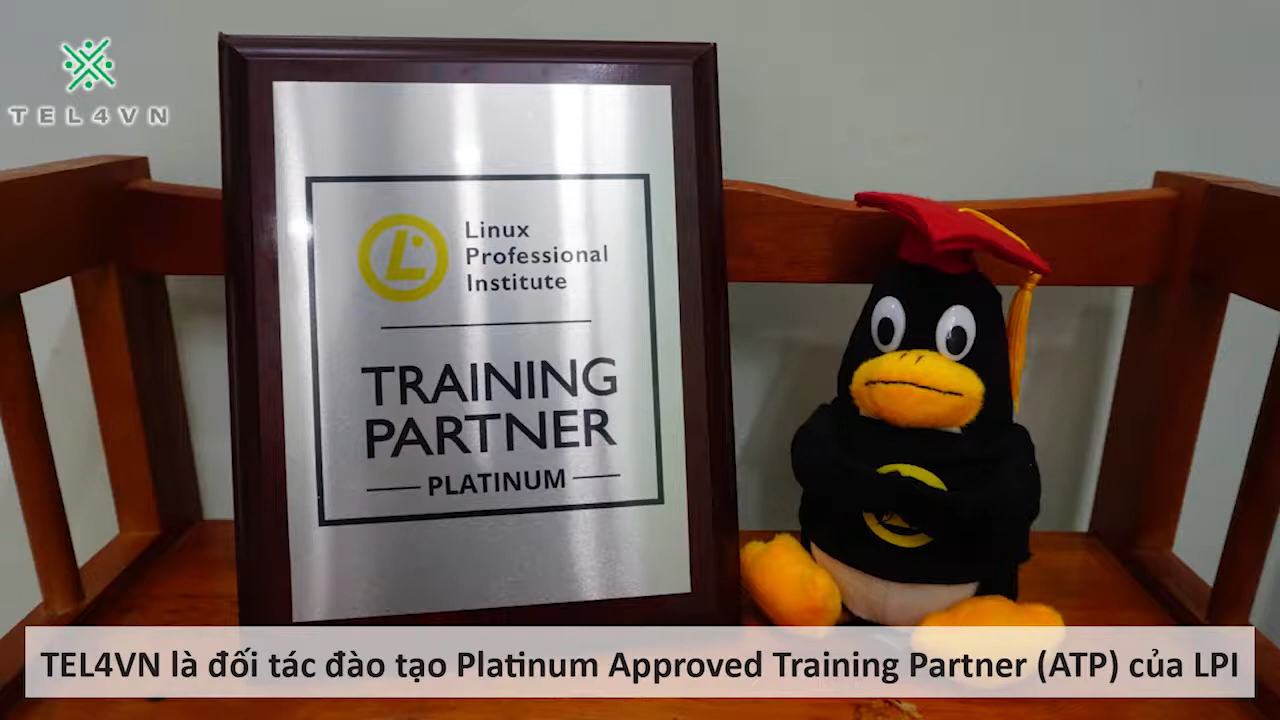 TEL4VN
Linux
Professional
Institute
TRAINING
PARTNER
PLATINUM
TEL4VN là đối tác đào tạo Platinum Approved Training Partner (ATP) của LPI